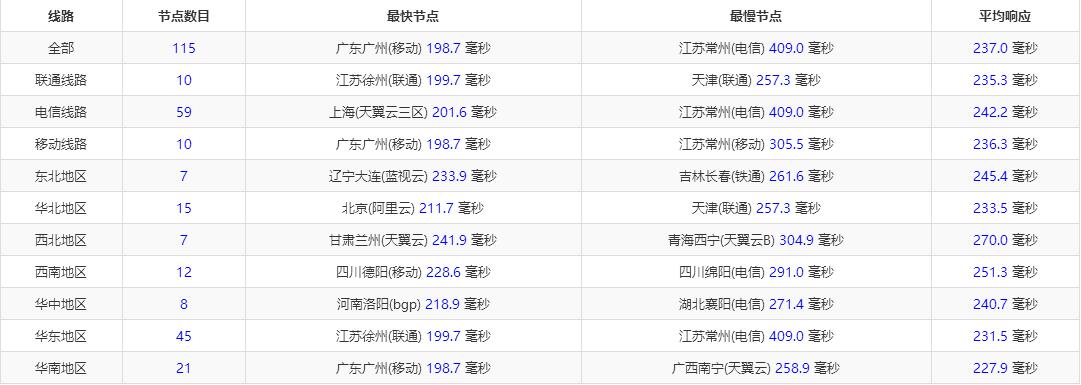 线路 节点数目 最快节点 最慢节点 平均响应
全部 115 广东广州(移动) 198.7 毫秒 江苏常州(电信) 409.0 毫秒 237.0 毫秒
联通线路 10 江苏徐州(联通) 199.7 毫秒 天津(联通) 257.3 毫秒 235.3 毫秒
电信线路 59 上海(天翼云三区) 201.6 毫秒 江苏常州(电信) 409.0 毫秒 242.2 毫秒
移动线路 10 广东广州(移动) 198.7 毫秒 江苏常州(移动) 305.5 毫秒 236.3 毫秒
东北地区 7 辽宁大连(蓝视云) 233.9 毫秒 吉林长春(铁通) 261.6 毫秒 245.4 毫秒
华北地区 15 北京(阿里云) 211.7 毫秒 天津(联通) 257.3 毫秒 233.5 毫秒
西北地区 7 甘肃兰州(天翼云) 241.9 毫秒 青海西宁(天翼云B) 304.9 毫秒 270.0 毫秒
西南地区 12 四川德阳(移动) 228.6 毫秒 四川绵阳(电信) 291.0 毫秒 251.3 毫秒
华中地区 8 河南洛阳(bgp) 218.9 毫秒 湖北襄阳(电信) 271.4 毫秒 240.7 毫秒
华东地区 45 江苏徐州(联通) 199.7 毫秒 江苏常州(电信) 409.0 毫秒 231.5 毫秒
华南地区 21 广东广州(移动) 198.7 毫秒 广西南宁(天翼云) 258.9 毫秒 227.9 毫秒